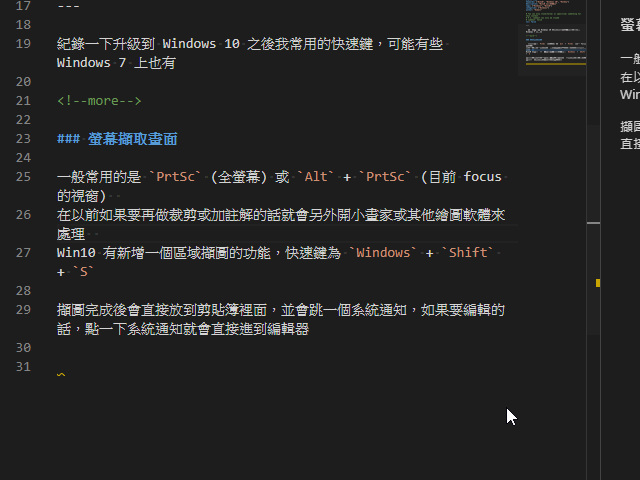 17 ---
18
19 紀錄一下升級到 Windows 10 之後我常用的快速鍵，可能有些
Windows 7 上也有
20
21 <!--more-->
22
23 ### 螢幕擷取畫面
24
25 一般常用的是 `PrtSc` (全螢幕) 或 `Alt` + `PrtSc` (目前 focus
的視窗)
26 在以前如果要再做裁剪或加註解的話就會另外開小畫家或其他繪圖軟體來
處理
27 Win10 有新增一個區域擷圖的功能，快速鍵為 `Windows` + `Shift`
+ `S`
28
29 擷圖完成後會直接放到剪貼簿裡面，並會跳一個系統通知，如果要編輯的
話，點一下系統通知就會直接進到編輯器
30
31
螢
一般
在以
Win
擷圖
直接